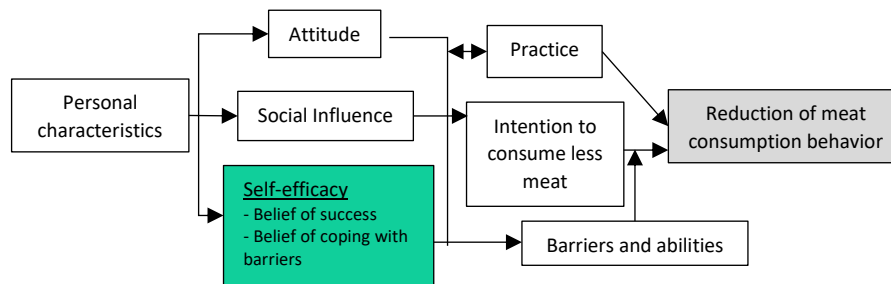 Attitude
Practice
Personal
characteristics
Social Influence
Intention to
consume less
meat
Reduction of meat
consumption behavior
Self-efficacy
- Belief of success
- Belief of coping with
barriers
Barriers and abilities